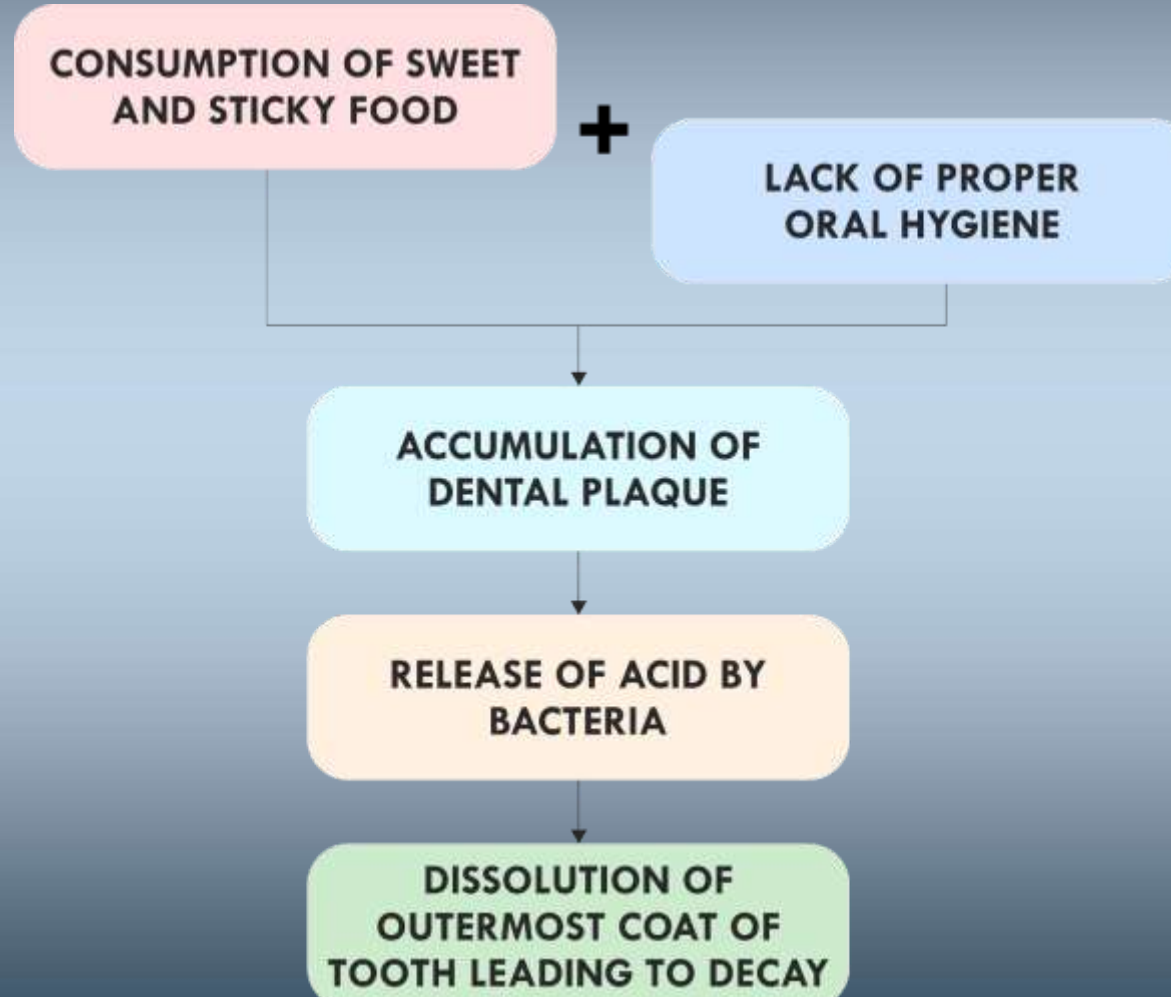 CONSUMPTION OF SWEET
AND STICKY FOOD
+
LACK OF PROPER
ORAL HYGIENE
ACCUMULATION OF
DENTAL PLAQUE
RELEASE OF ACID BY
BACTERIA
DISSOLUTION OF
OUTERMOST COAT OF
TOOTH LEADING TO DECAY